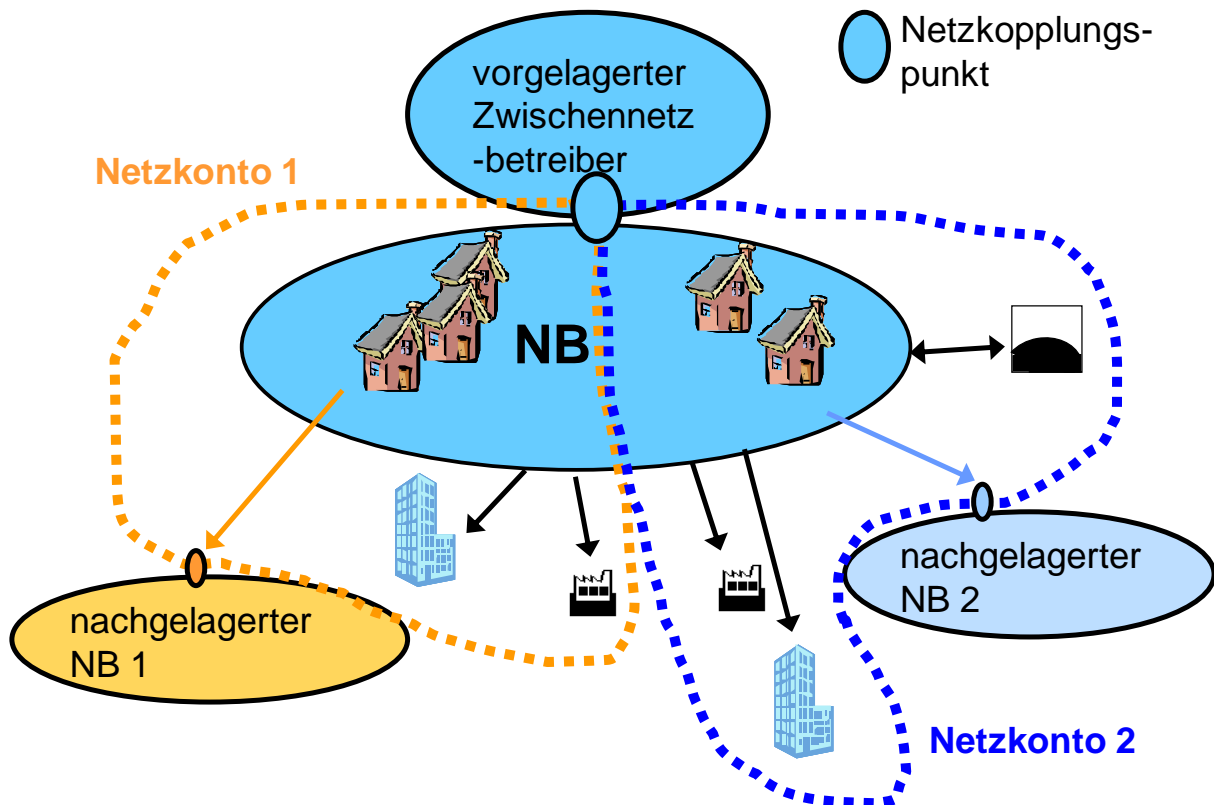 Netzkopplungs-
punkt
vorgelagerter
Zwischennetz
-betreiber
Netzkonto 1
NB
nachgelagerter
NB 1
nachgelagerter
NB 2
Netzkonto 2